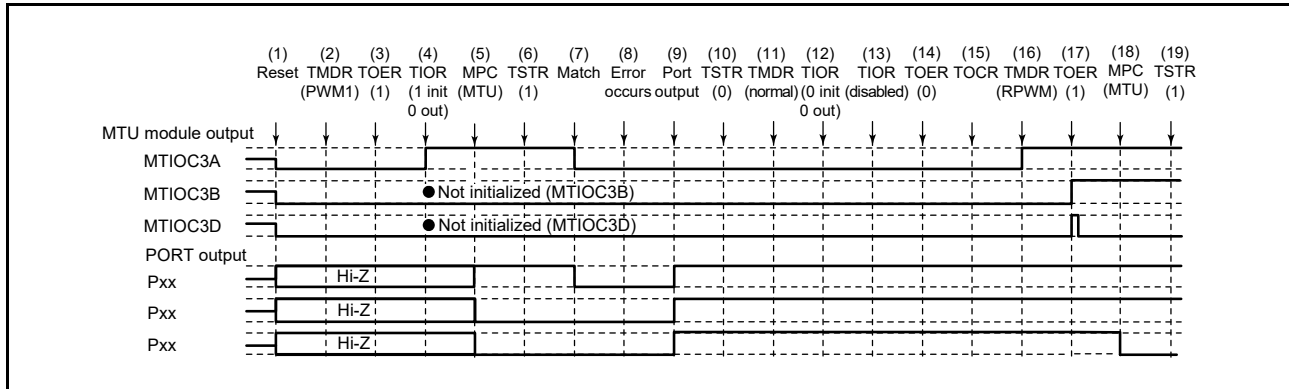 (1) (2) (3) (4) (5) (6) (7) (8) (9) (10) (11) (12) (13) (14) (15) (16) (17) (18) (19)
Reset TMDR TOER TIOR MPC TSTR Match Error Port TSTR TMDR TIOR TIOR TOER TOCR TMDR TOER MPC TSTR
(PWM1) (1) (1 init (MTU) (1) occurs output (0) (normal) (0 init (disabled) (0) (RPWM) (1) (MTU) (1)
0 out) 0 out)
MTU module output
MTIOC3A
MTIOC3B ● Not initialized (MTIOC3B)
MTIOC3D ● Not initialized (MTIOC3D)
PORT output
Pxx Hi-Z
Pxx Hi-Z
Pxx Hi-Z